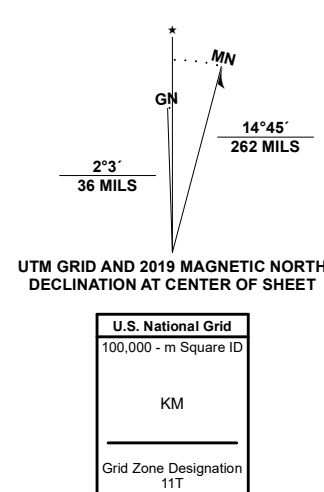 ★
MN
GN
14°45´
262 MILS
2°3´
36 MILS
UTM GRID AND 2019 MAGNETIC NORTH
DECLINATION AT CENTER OF SHEET
U.S. National Grid
100,000 - m Square ID
KM
Grid Zone Designation
11T